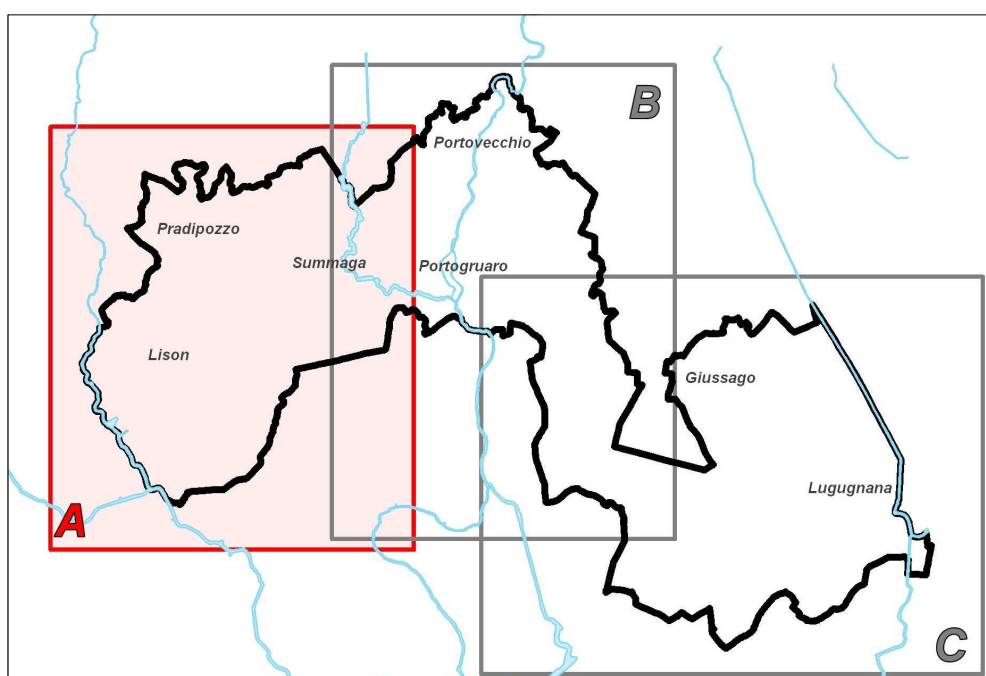 B
Portovecchio
Pradipozzo
Summaga
Portogruaro
Lison
Giussago
Lugugnana
A
C